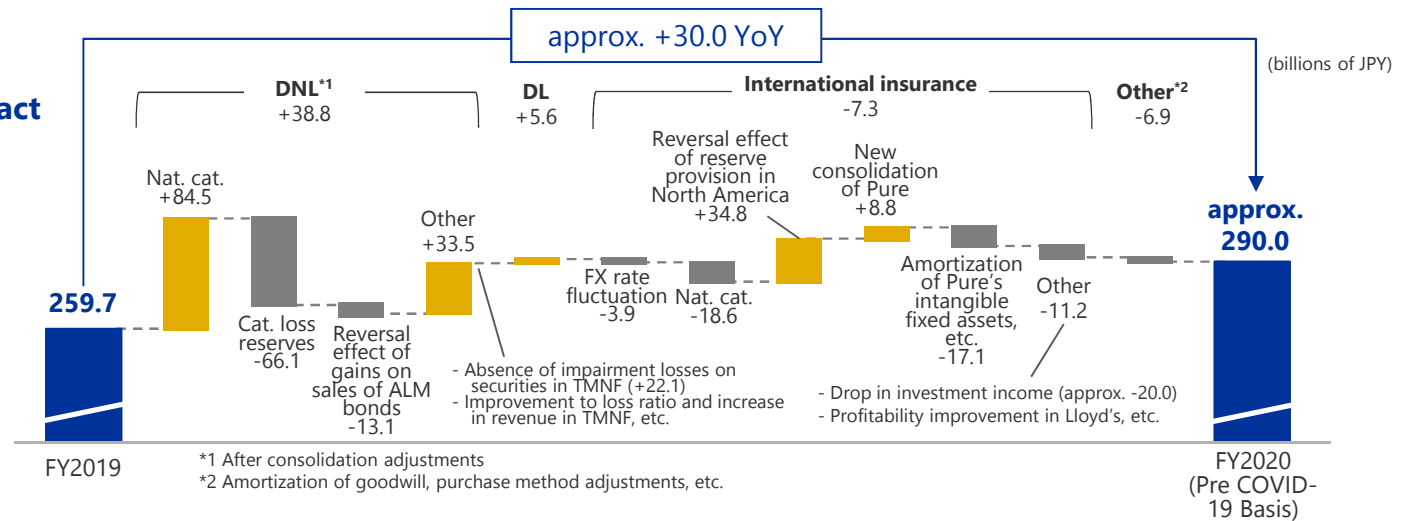 approx. +30.0 YoY
(billions of JPY)
act
DNL*1
+38.8
DL
+5.6
International insurance
-7.3
Other*2
-6.9
259.7
Nat. cat.
+84.5
Cat. loss
reserves
-66.1
Reversal
effect of
gains on
sales of ALM
bonds
-13.1
Other
+33.5
- Absence of impairment losses on
securities in TMNF (+22.1)
- Improvement to loss ratio and increase
in revenue in TMNF, etc.
FX rate
fluctuation
-3.9
Nat. cat.
-18.6
Reversal effect
of reserve
provision in
North America
+34.8
New
consolidation
of Pure
+8.8
Amortization
of Pure's
intangible
fixed assets,
etc.
-17.1
Other
-11.2
- Drop in investment income (approx. -20.0)
- Profitability improvement in Lloyd's, etc.
approx.
290.0
FY2019
FY2020
(Pre COVID-
19 Basis)
*1 After consolidation adjustments
*2 Amortization of goodwill, purchase method adjustments, etc.